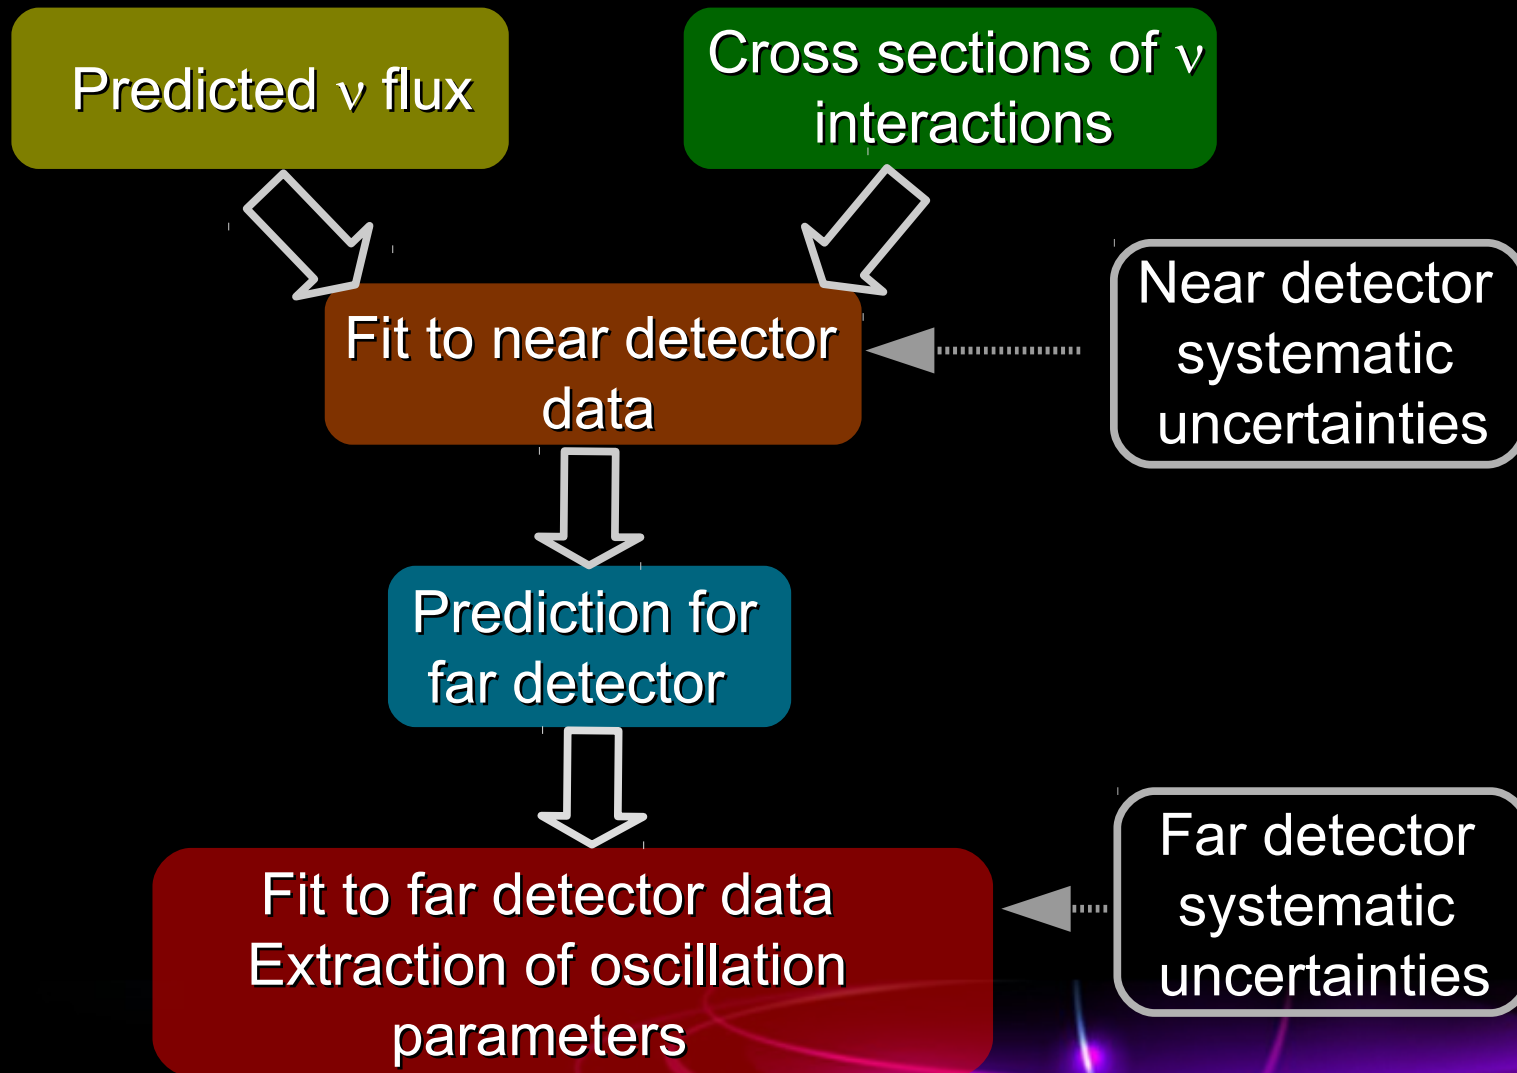 Predicted ν flux
Cross sections of ν
interactions
Fit to near detector
data
Near detector
systematic
uncertainties
Prediction for
far detector
Fit to far detector data
Extraction of oscillation
parameters
Far detector
systematic
uncertainties